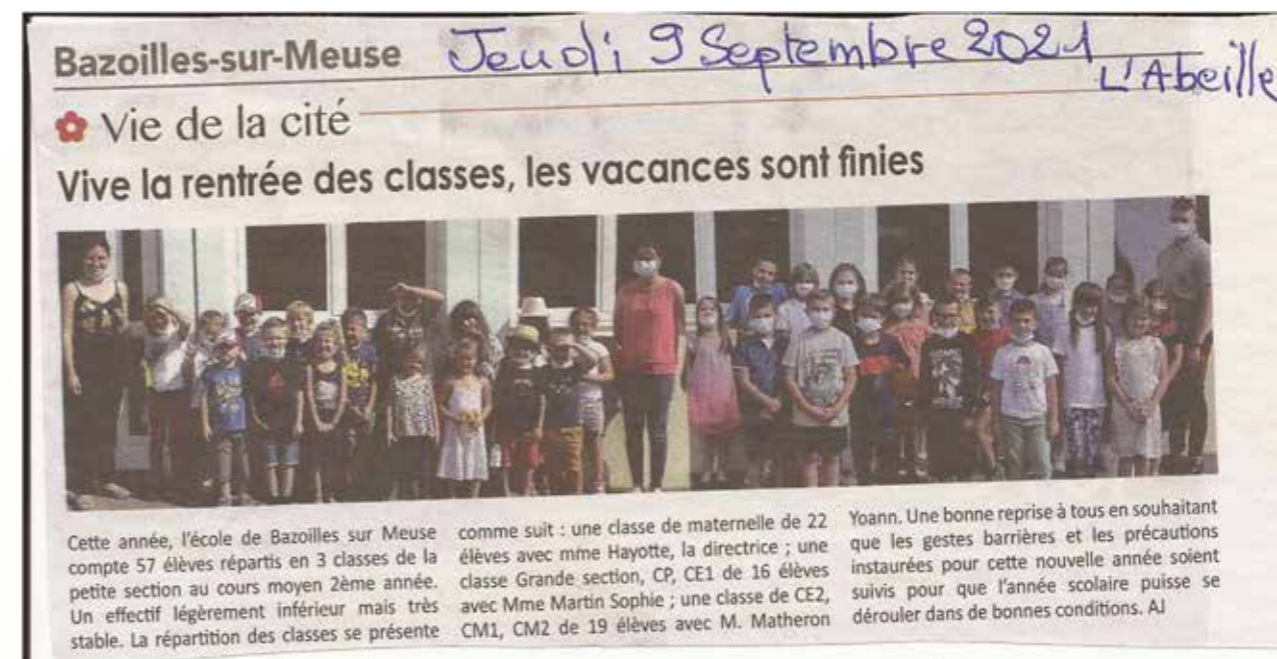 Bazoilles-sur-Meuse Jeudi 9 Septembre 2021
L'Abeille
Vie de la cité
Vive la rentrée des classes, les vacances sont finies
Cette année, l'école de Bazoilles sur Meuse
compte 57 élèves répartis en 3 classes de la
petite section au cours moyen 2ème année.
Un effectif légèrement inférieur mais très
stable. La répartition des classes se présente
comme suit : une classe de maternelle de 22
élèves avec mme Hayotte, la directrice ; une
classe Grande section, CP, CE1 de 16 élèves
avec Mme Martin Sophie ; une classe de CE2,
CM1, CM2 de 19 élèves avec M. Matheron
Yoann. Une bonne reprise à tous en souhaitant
que les gestes barrières et les précautions
instaurées pour cette nouvelle année soient
suivis pour que l'année scolaire puisse se
dérouler dans de bonnes conditions. AJ